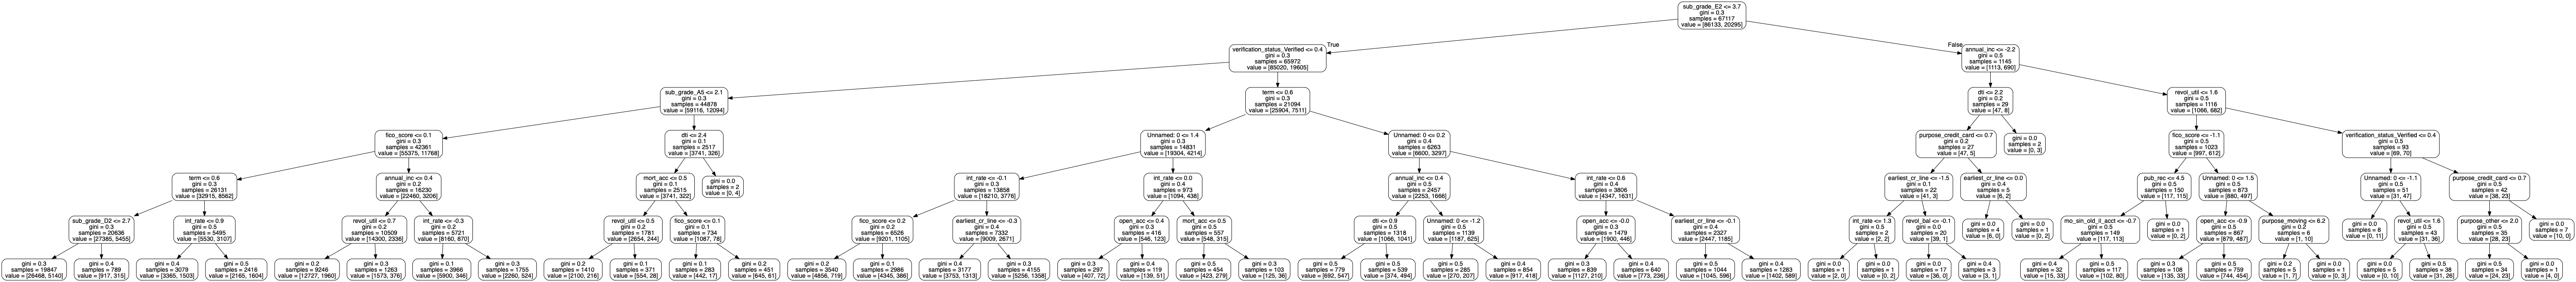 sub_grade_E2 <= 3.7
gini = 0.3
samples = 67117
value = [86133, 20295]
True
False
verification_status_Verified <= 0.4
gini = 0.3
samples = 65972
value = [85020, 19605]
annual_inc <= -2.2
gini = 0.5
samples = 1145
value = [1113, 690]
sub_grade_A5 <= 2.1
gini = 0.3
samples = 44878
value = [59116, 12094]
term <= 0.6
gini = 0.3
samples = 21094
value = [25904, 7511]
dti <= 2.2
gini = 0.2
samples = 29
value = [47, 8]
revol_util <= 1.6
gini = 0.5
samples = 1116
value = [1066, 682]
fico_score <= 0.1
gini = 0.3
samples = 42361
value = [55375, 11768]
dti <= 2.4
gini = 0.1
samples = 2517
value = [3741, 326]
Unnamed: 0 <= 1.4
gini = 0.3
samples = 14831
value = [19304, 4214]
Unnamed: 0 <= 0.2
gini = 0.4
samples = 6263
value = [6600, 3297]
purpose_credit_card <= 0.7
gini = 0.2
samples = 27
value = [47, 5]
gini = 0.0
samples = 2
value = [0, 3]
fico_score <= -1.1
gini = 0.5
samples = 1023
value = [997, 612]
verification_status_Verified <= 0.4
gini = 0.5
samples = 93
value = [69, 70]
term <= 0.6
gini = 0.3
samples = 26131
value = [32915, 8562]
annual_inc <= 0.4
gini = 0.2
samples = 16230
value = [22460, 3206]
mort_acc <= 0.5
gini = 0.1
samples = 2515
value = [3741, 322]
gini = 0.0
samples = 2
value = [0, 4]
int_rate <= -0.1
gini = 0.3
samples = 13858
value = [18210, 3776]
int_rate <= 0.0
gini = 0.4
samples = 973
value = [1094, 438]
annual_inc <= 0.4
gini = 0.5
samples = 2457
value = [2253, 1666]
int_rate <= 0.6
gini = 0.4
samples = 3806
value = [4347, 1631]
earliest_cr_line <= -1.5
gini = 0.1
samples = 22
value = [41, 3]
earliest_cr_line <= 0.0
gini = 0.4
samples = 5
value = [6, 2]
pub_rec <= 4.5
gini = 0.5
samples = 150
value = [117, 115]
Unnamed: 0 <= 1.5
gini = 0.5
samples = 873
value = [880, 497]
Unnamed: 0 <= -1.1
gini = 0.5
samples = 51
value = [31, 47]
purpose_credit_card <= 0.7
gini = 0.5
samples = 42
value = [38, 23]
sub_grade_D2 <= 2.7
gini = 0.3
samples = 20636
value = [27385, 5455]
int_rate <= 0.9
gini = 0.5
samples = 5495
value = [5530, 3107]
revol_util <= 0.7
gini = 0.2
samples = 10509
value = [14300, 2336]
int_rate <= -0.3
gini = 0.2
samples = 5721
value = [8160, 870]
revol_util <= 0.5
gini = 0.2
samples = 1781
value = [2654, 244]
fico_score <= 0.1
gini = 0.1
samples = 734
value = [1087, 78]
fico_score <= 0.2
gini = 0.2
samples = 6526
value = [9201, 1105]
earliest_cr_line <= -0.3
gini = 0.4
samples = 7332
value = [9009, 2671]
open_acc <= 0.4
gini = 0.3
samples = 416
value = [546, 123]
mort_acc <= 0.5
gini = 0.5
samples = 557
value = [548, 315]
dti <= 0.9
gini = 0.5
samples = 1318
value = [1066, 1041]
Unnamed: 0 <= -1.2
gini = 0.5
samples = 1139
value = [1187, 625]
open_acc <= -0.0
gini = 0.3
samples = 1479
value = [1900, 446]
earliest_cr_line <= -0.1
gini = 0.4
samples = 2327
value = [2447, 1185]
int_rate <= 1.3
gini = 0.5
samples = 2
value = [2, 2]
revol_bal <= -0.1
gini = 0.0
samples = 20
value = [39, 1]
gini = 0.0
samples = 4
value = [6, 0]
gini = 0.0
samples = 1
value = [0, 2]
mo_sin_old_il_acct <= -0.7
gini = 0.5
samples = 149
value = [117, 113]
gini = 0.0
samples = 1
value = [0, 2]
open_acc <= -0.9
gini = 0.5
samples = 867
value = [879, 487]
purpose_moving <= 6.2
gini = 0.2
samples = 6
value = [1, 10]
gini = 0.0
samples = 8
value = [0, 11]
revol_util <= 1.6
gini = 0.5
samples = 43
value = [31, 36]
purpose_other <= 2.0
gini = 0.5
samples = 35
value = [28, 23]
gini = 0.0
samples = 7
value = [10, 0]
gini = 0.3
samples = 19847
value = [26468, 5140]
gini = 0.4
samples = 789
value = [917, 315]
gini = 0.4
samples = 3079
value = [3365, 1503]
gini = 0.5
samples = 2416
value = [2165, 1604]
gini = 0.2
samples = 9246
value = [12727, 1960]
gini = 0.3
samples = 1263
value = [1573, 376]
gini = 0.1
samples = 3966
value = [5900, 346]
gini = 0.3
samples = 1755
value = [2260, 524]
gini = 0.2
samples = 1410
value = [2100, 216]
gini = 0.1
samples = 371
value = [554, 28]
gini = 0.1
samples = 283
value = [442, 17]
gini = 0.2
samples = 451
value = [645, 61]
gini = 0.2
samples = 3540
value = [4856, 719]
gini = 0.1
samples = 2986
value = [4345, 386]
gini = 0.4
samples = 3177
value = [3753, 1313]
gini = 0.3
samples = 4155
value = [5256, 1358]
gini = 0.3
samples = 297
value = [407, 72]
gini = 0.4
samples = 119
value = [139, 51]
gini = 0.5
samples = 454
value = [423, 279]
gini = 0.3
samples = 103
value = [125, 36]
gini = 0.5
samples = 779
value = [692, 547]
gini = 0.5
samples = 539
value = [374, 494]
gini = 0.5
samples = 285
value = [270, 207]
gini = 0.4
samples = 854
value = [917, 418]
gini = 0.3
samples = 839
value = [1127, 210]
gini = 0.4
samples = 640
value = [773, 236]
gini = 0.5
samples = 1044
value = [1045, 596]
gini = 0.4
samples = 1283
value = [1402, 589]
gini = 0.0
samples = 1
value = [2, 0]
gini = 0.0
samples = 1
value = [0, 2]
gini = 0.0
samples = 17
value = [36, 0]
gini = 0.4
samples = 3
value = [3, 1]
gini = 0.4
samples = 32
value = [15, 33]
gini = 0.5
samples = 117
value = [102, 80]
gini = 0.3
samples = 108
value = [135, 33]
gini = 0.5
samples = 759
value = [744, 454]
gini = 0.2
samples = 5
value = [1, 7]
gini = 0.0
samples = 1
value = [0, 3]
gini = 0.0
samples = 5
value = [0, 10]
gini = 0.5
samples = 38
value = [31, 26]
gini = 0.5
samples = 34
value = [24, 23]
gini = 0.0
samples = 1
value = [4, 0]